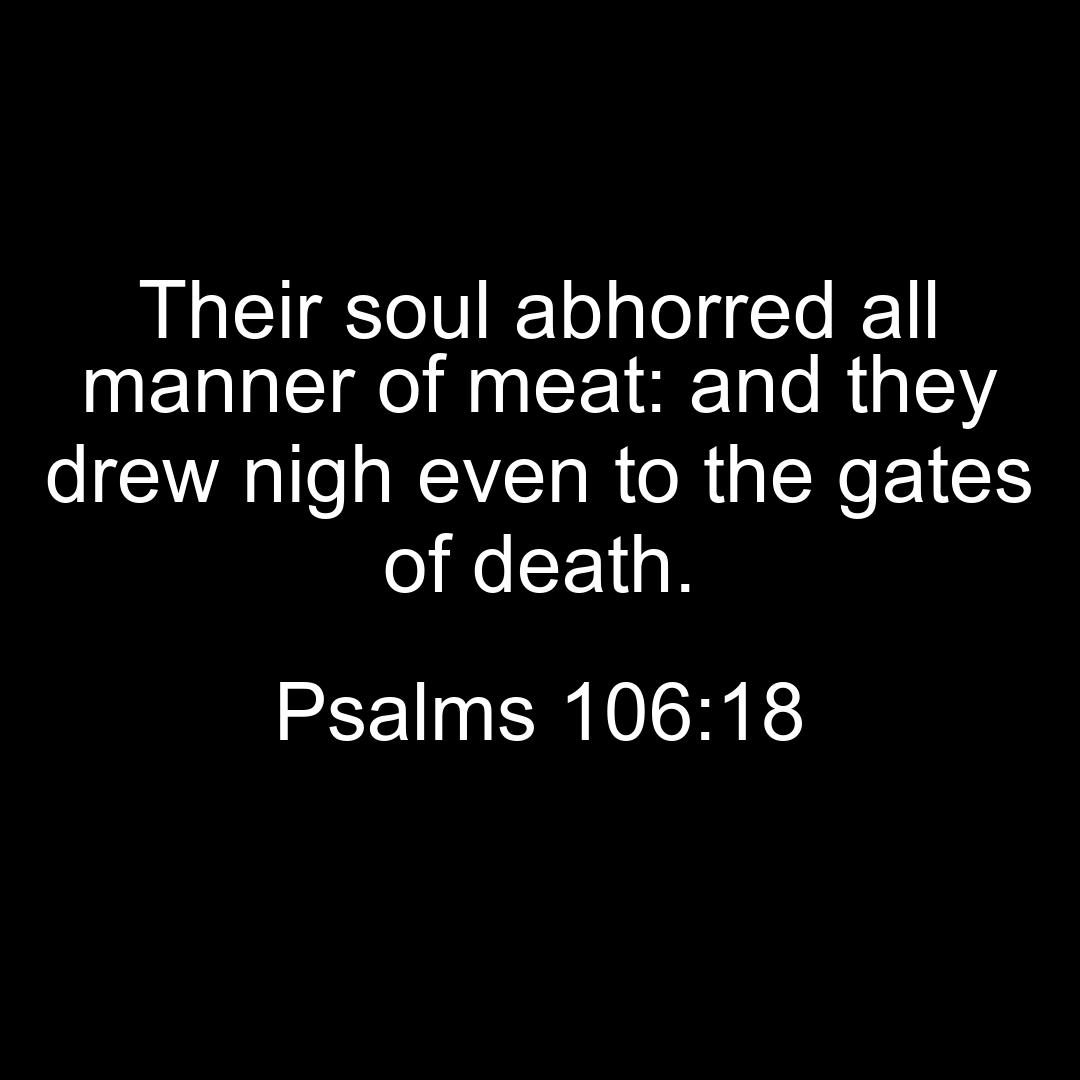 Their soul abhorred all
manner of meat: and they
drew nigh even to the gates
of death.
Psalms 106:18